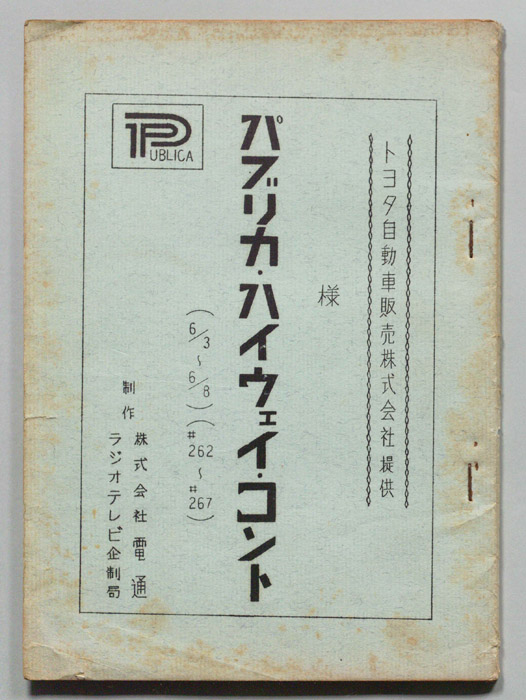 トヨタ自動車販売株式会社提供
様
パブリカ・ハイウェイ・コント
(6/3〜6/8)(#262〜#267)
制作 株式会社電通
ラジオテレビ企制局
PUBLICA